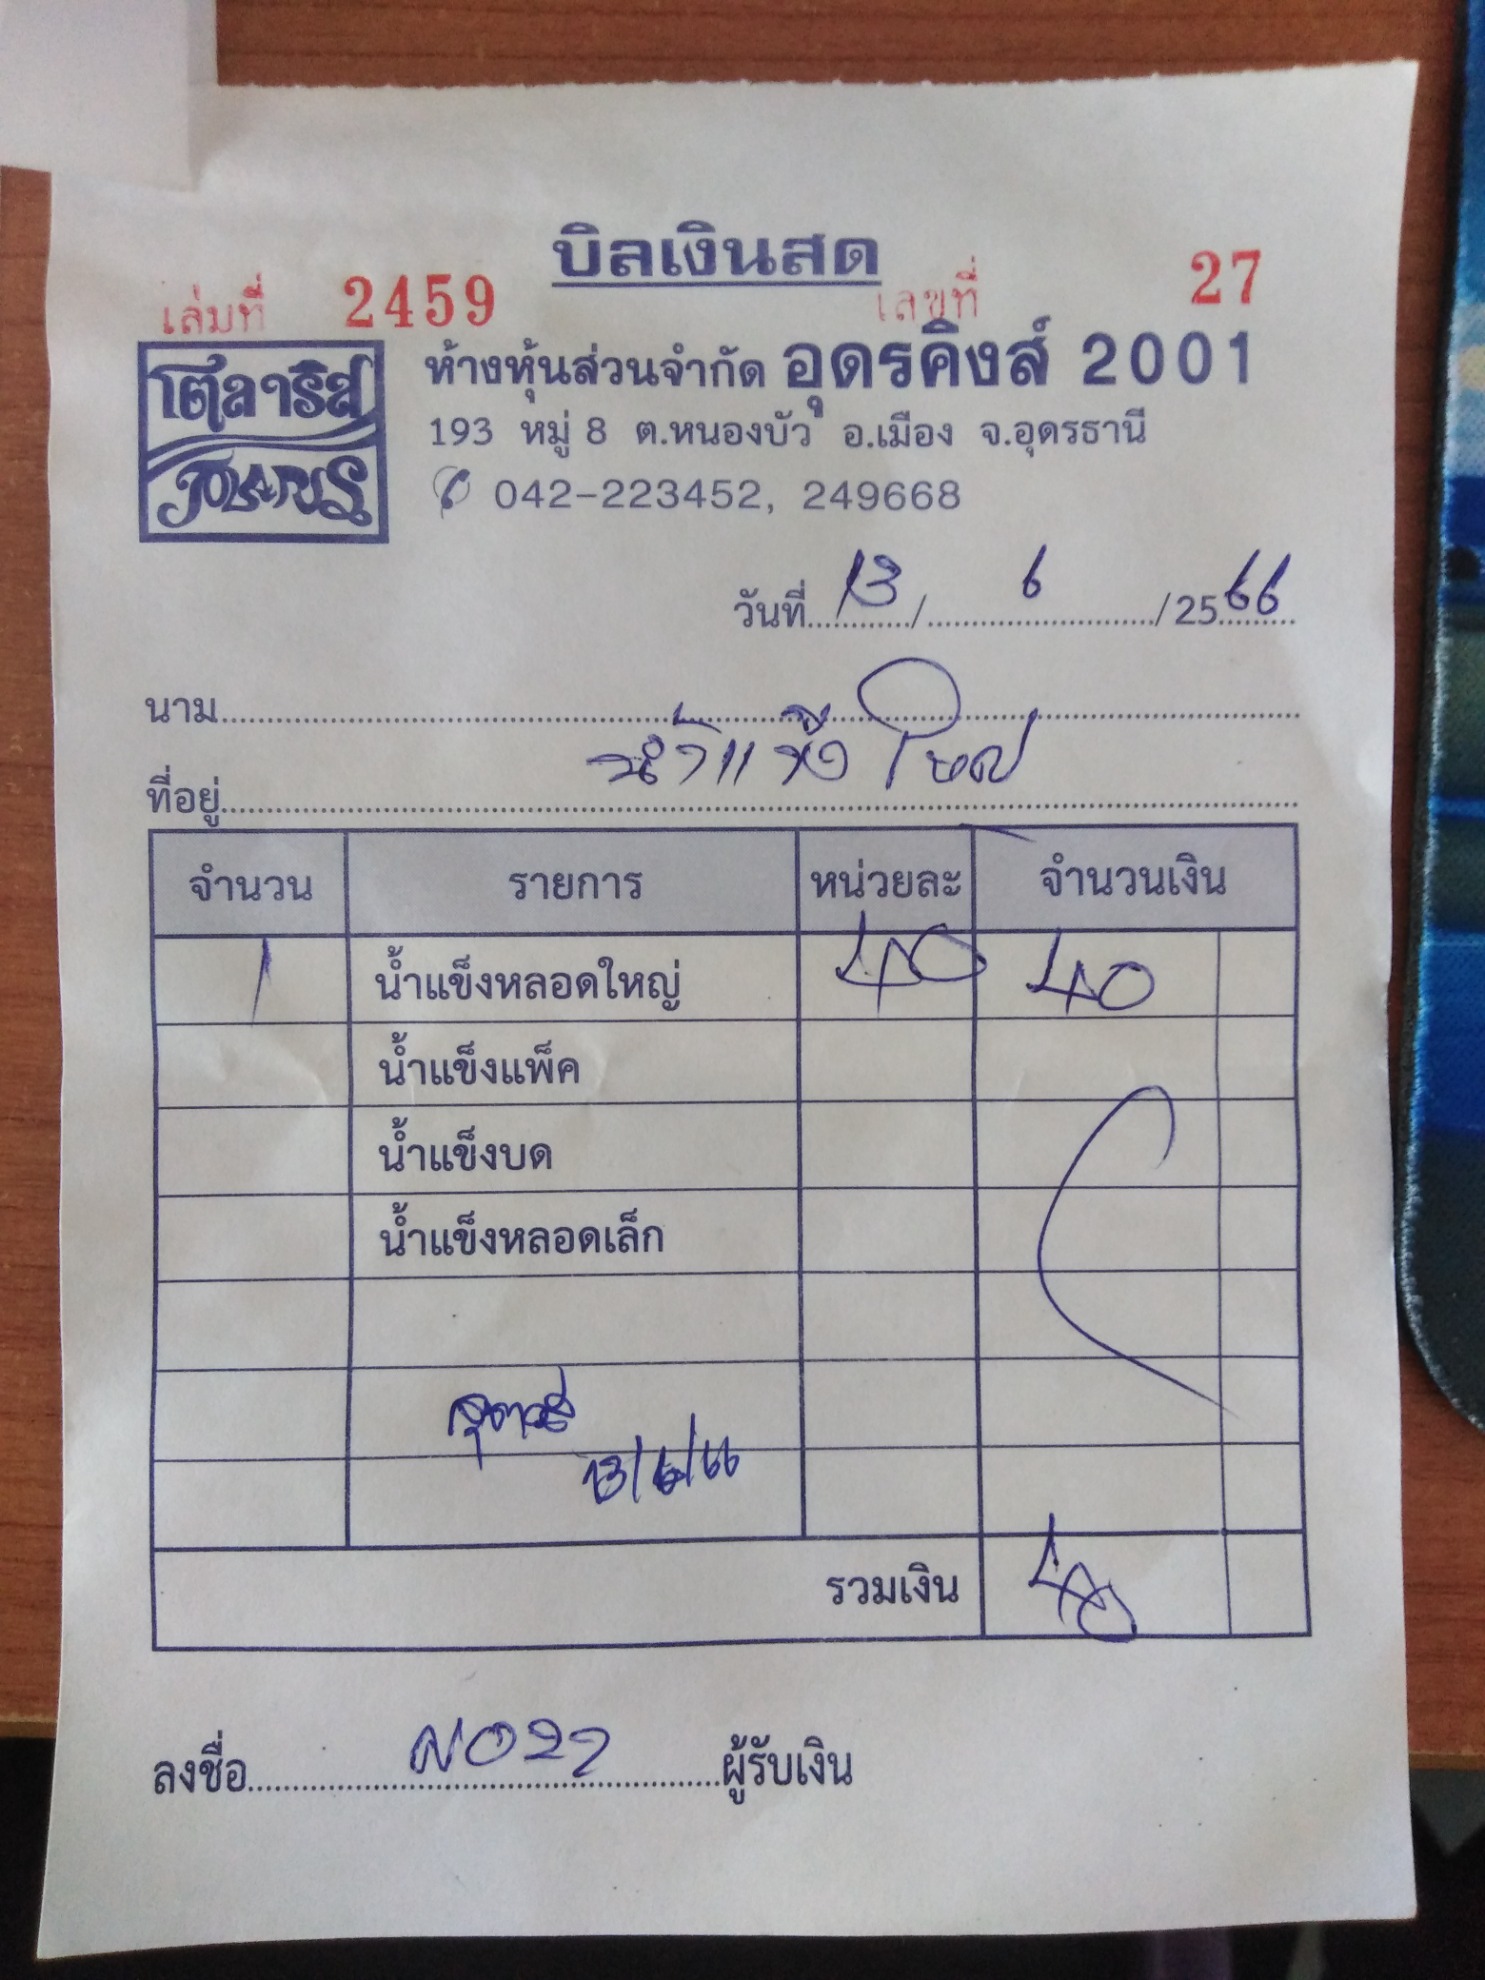 บิลเงินสด
เล่มที่ 2459 เลขที่ 27
โตลาริส
ห้างหุ้นส่วนจำกัด อุดรคิงส์ 2001
193 หมู่ 8 ต.หนองบัว อ.เมือง จ.อุดรธานี
042-223452, 249668
วันที่ 13 / 6 / 2566
นาม
น้ำแข็งใหญ่
ที่อยู่
จำนวน รายการ หน่วยละ จำนวนเงิน
1 น้ำแข็งหลอดใหญ่ 40 40
น้ำแข็งแพ็ค
น้ำแข็งบด
น้ำแข็งหลอดเล็ก
13/6/66
รวมเงิน 40
ลงชื่อ ผู้รับเงิน